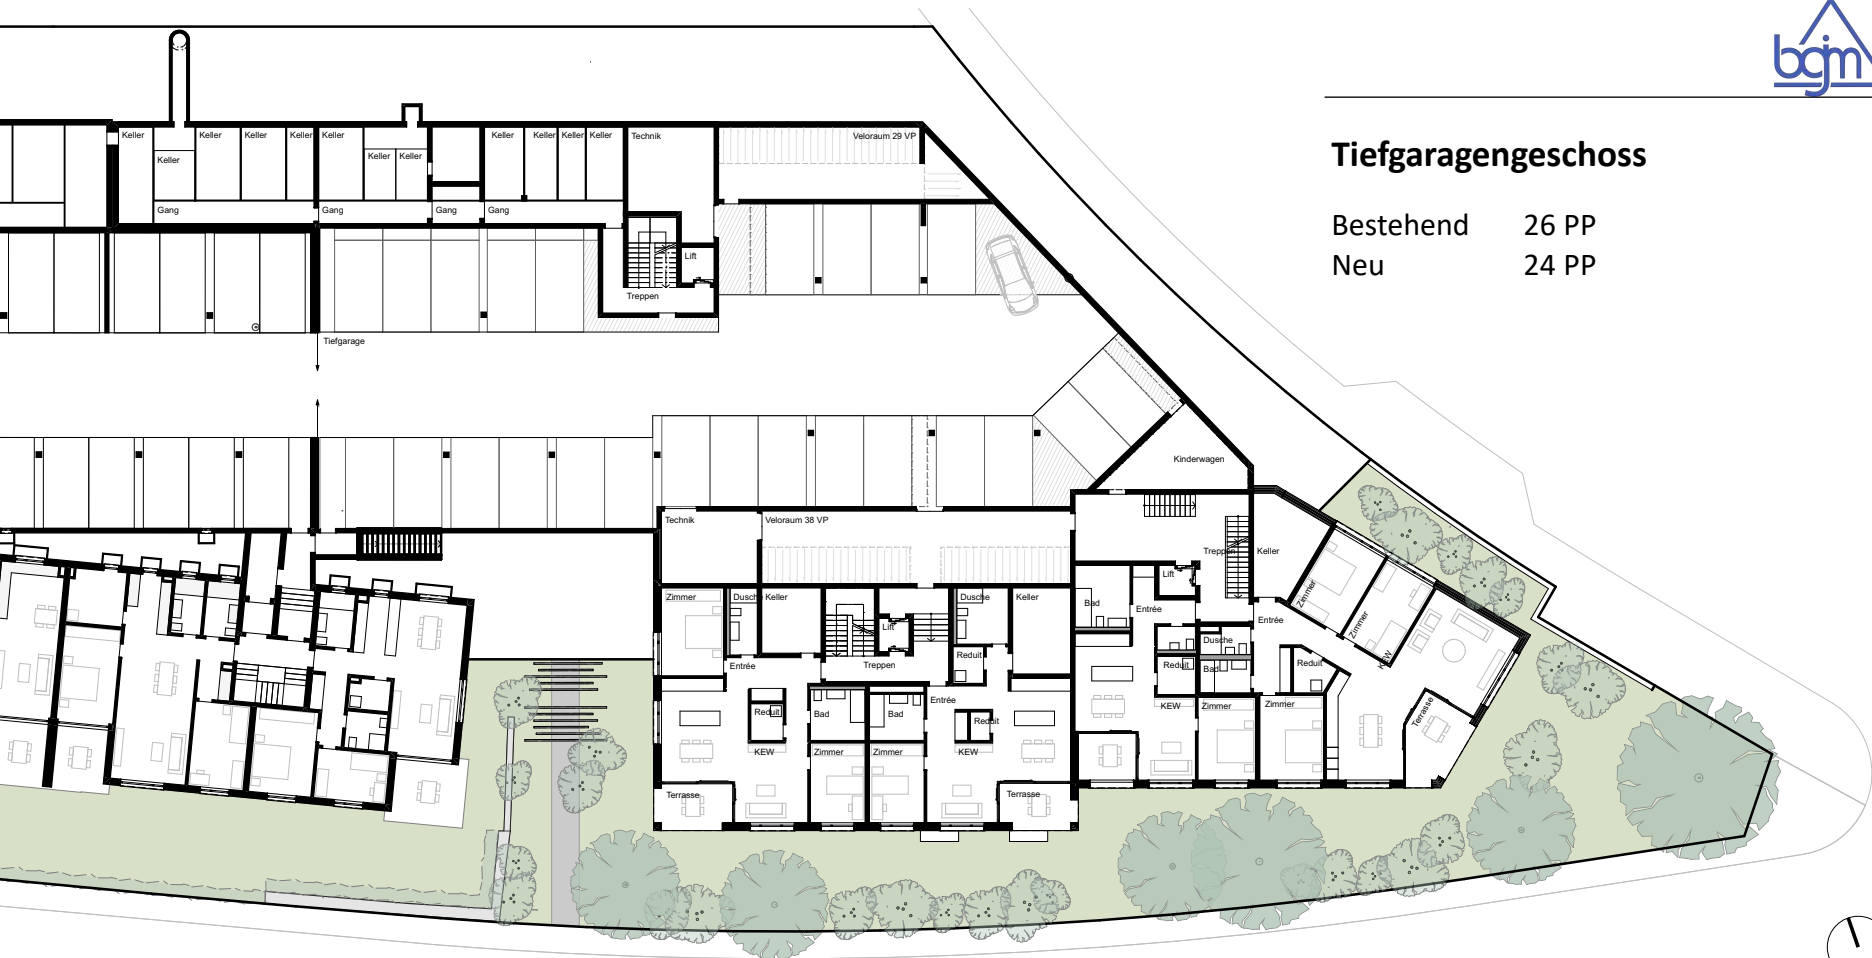 bgm
Tiefgaragengeschoss
Bestehend 26 PP
Neu 24 PP
Keller
Keller
Keller
Keller
Keller
Keller
Keller
Keller
Keller
Keller
Keller
Keller
Technik
Veloraum 29 VP
Gang
Gang
Gang
Gang
Lift
Treppen
Tiefgarage
Kinderwagen
Technik
Veloraum 38 VP
Treppen
Keller
Lift
Zimmer
Dusche
Keller
Lift
Dusche
Keller
Bad
Entrée
Zimmer
Zimmer
Entrée
Dusche
Treppen
Entrée
Reduit
Reduit
Bad
Reduit
KEW
Entrée
Reduit
Bad
Bad
Reduit
KEW
Zimmer
Zimmer
Terrasse
KEW
Zimmer
Zimmer
KEW
Terrasse
Terrasse